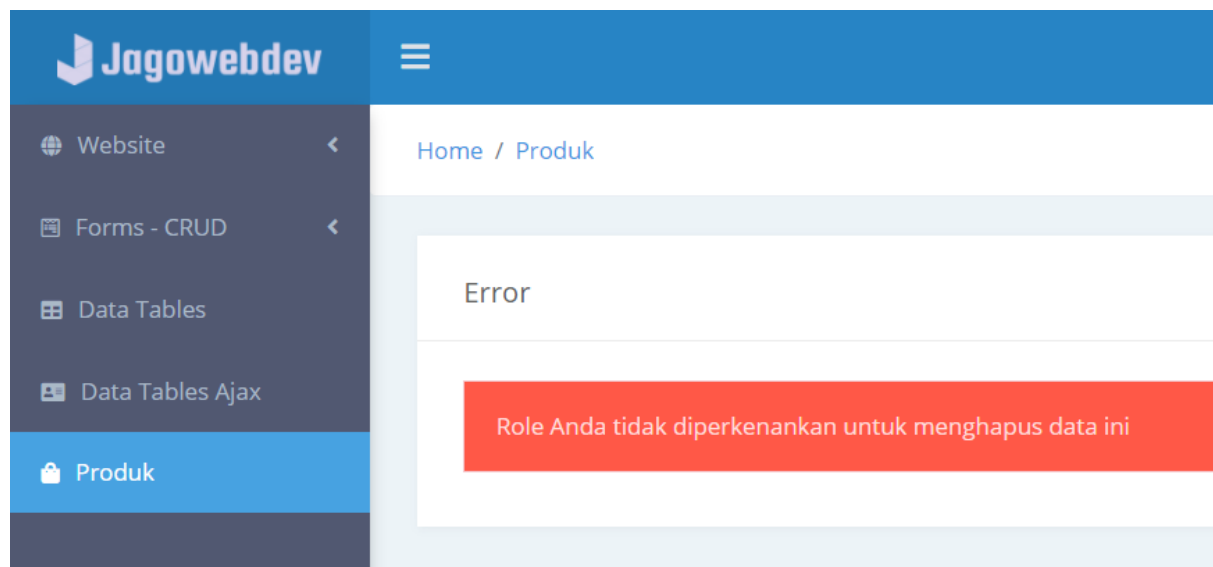 Jagowebdev
Website
Home / Produk
Forms - CRUD
Error
Data Tables
Data Tables Ajax
Role Anda tidak diperkenankan untuk menghapus data ini
Produk